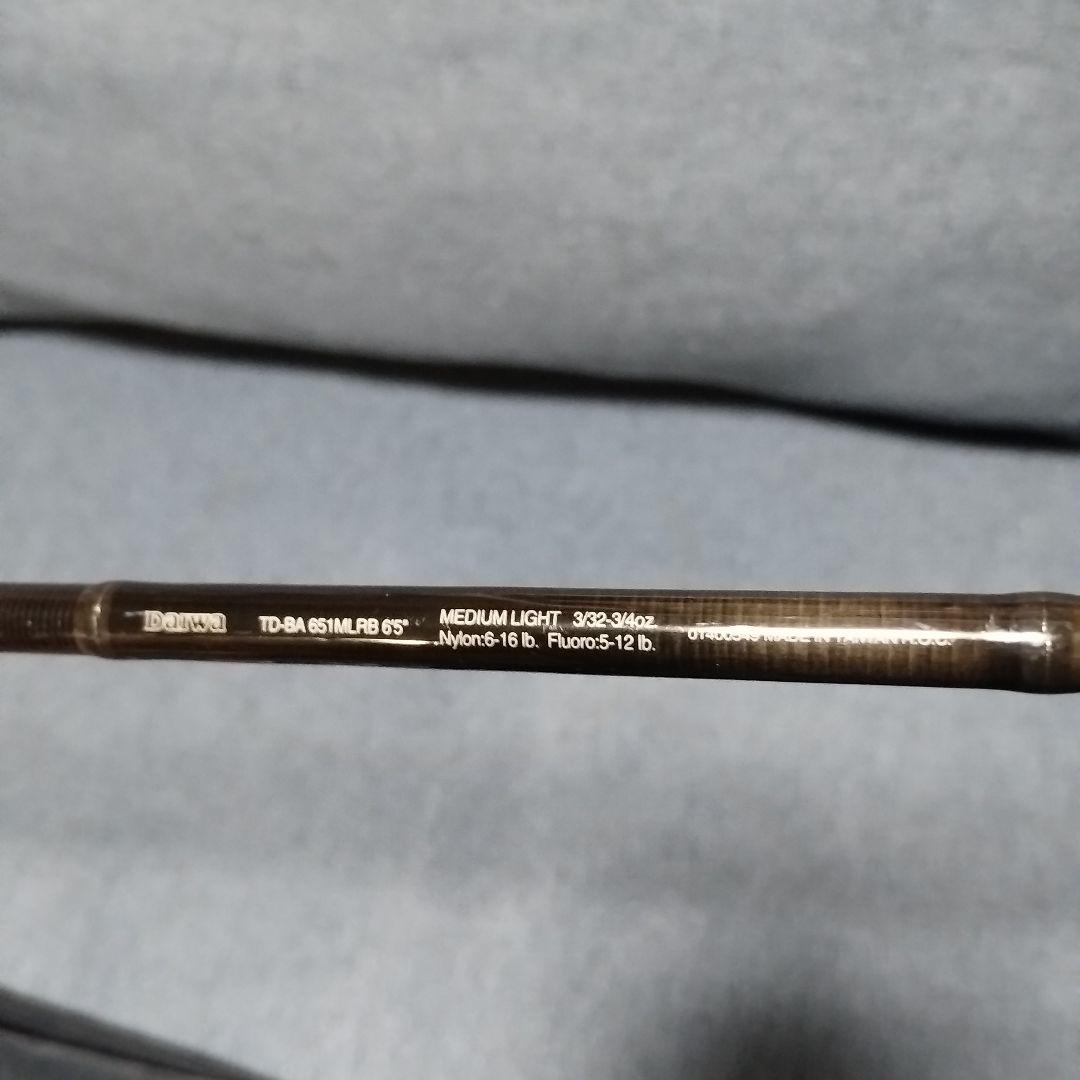 Daiwa TD-BA 651MLRB 6'5" MEDIUM LIGHT 3/32-3/4oz
Nylon:6-16 lb. Fluoro:5-12 lb. MADE IN TAIWAN R.O.C.